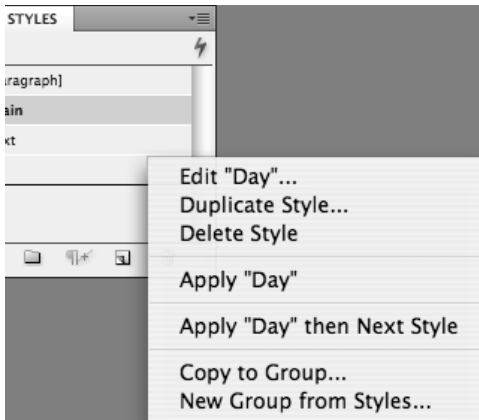 STYLES
ragraph]
ain
xt
Edit "Day"...
Duplicate Style...
Delete Style
Apply "Day"
Apply "Day" then Next Style
Copy to Group...
New Group from Styles...